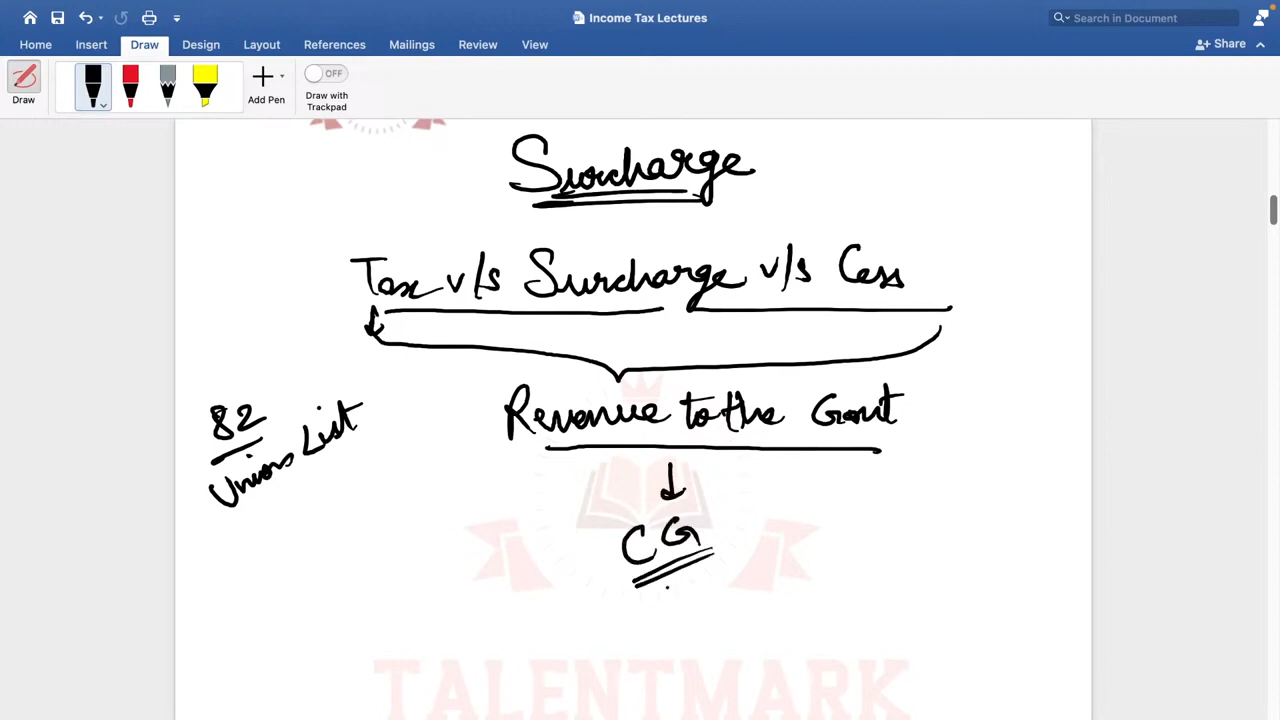 Income Tax Lectures
Search in Document
Home Insert Draw Design Layout References Mailings Review View
Share
Draw
Add Pen
OFF
Draw with
Trackpad
Surcharge
Tax v/s Surcharge v/s Cess
Revenue to the Govt
82
Union List
CG
TALENTMARK